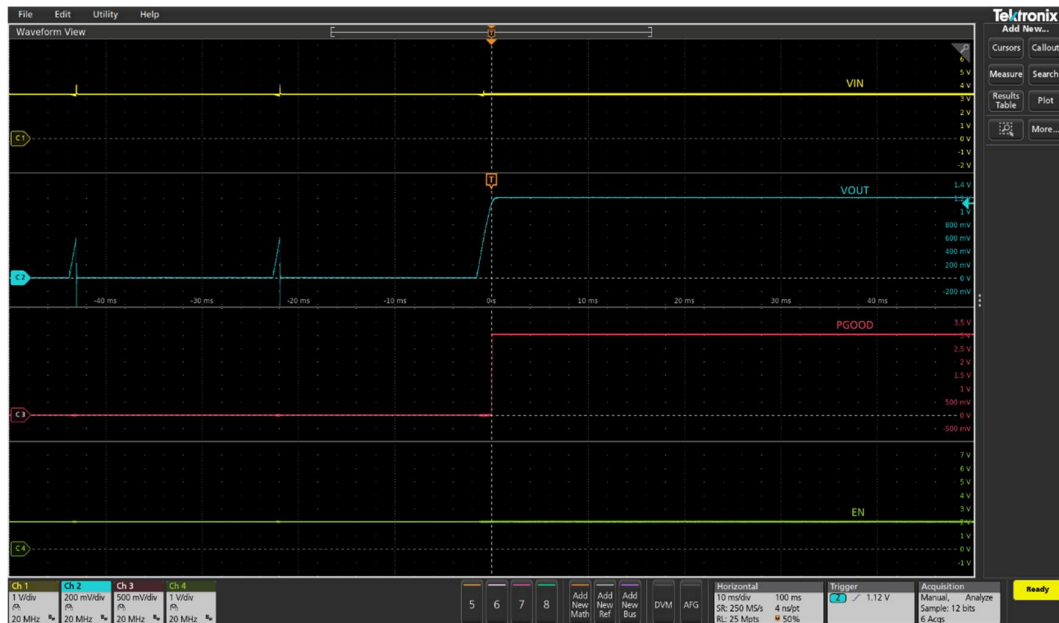 File Edit Utility Help
Tektronix
Waveform View
Add New...
Cursors Callout
Measure Search
Results Table Plot
More...
T
6
5 V
4 V
3 V
2 V
1 V
0 V
-1 V
-2 V
VIN
C 1
T
1.4 V
1 V
800 mV
600 mV
400 mV
200 mV
0 V
-200 mV
VOUT
C 2
-40 ms -30 ms -20 ms -10 ms 0 s 10 ms 20 ms 30 ms 40 ms
3.5 V
2.5 V
2 V
1.5 V
1 V
500 mV
0 V
-500 mV
PGOOD
C 3
7 V
6 V
5 V
4 V
3 V
2 V
1 V
0 V
-1 V
EN
C 4
Ch 1
1 V/div
20 MHz
Ch 2
200 mV/div
20 MHz
Ch 3
500 mV/div
20 MHz
Ch 4
1 V/div
20 MHz
5 6 7 8
Add New Math
Add New Ref
Add New Bus
DVM AFG
Horizontal
10 ms/div 100 ms
SR: 250 MS/s 4 ns/pt
RL: 25 Mpts 50%
Trigger
2 1.12 V
Acquisition
Manual, Analyze
Sample: 12 bits
6 Acqs
Ready